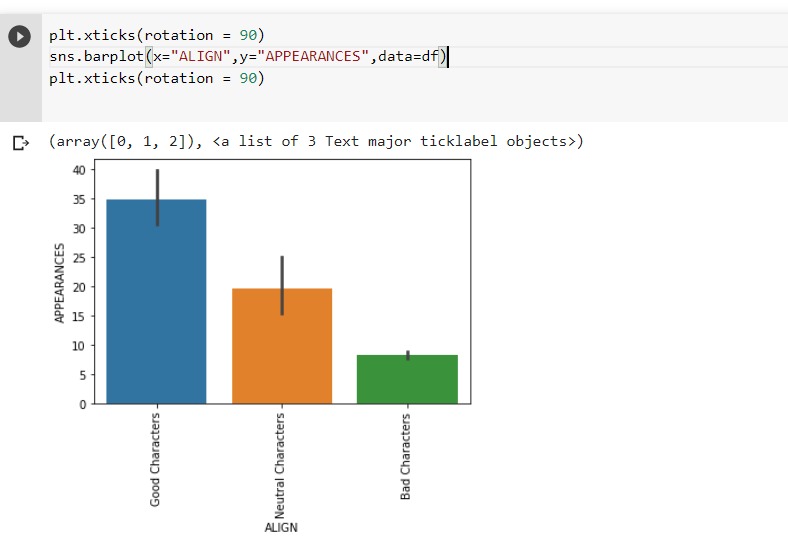 plt.xticks(rotation = 90)
sns.barplot(x="ALIGN",y="APPEARANCES",data=df)
plt.xticks(rotation = 90)
(array([0, 1, 2]), <a list of 3 Text major ticklabel objects>)
40
35
30
25
20
15
10
5
0
APPEARANCES
Good Characters
Neutral Characters
Bad Characters
ALIGN